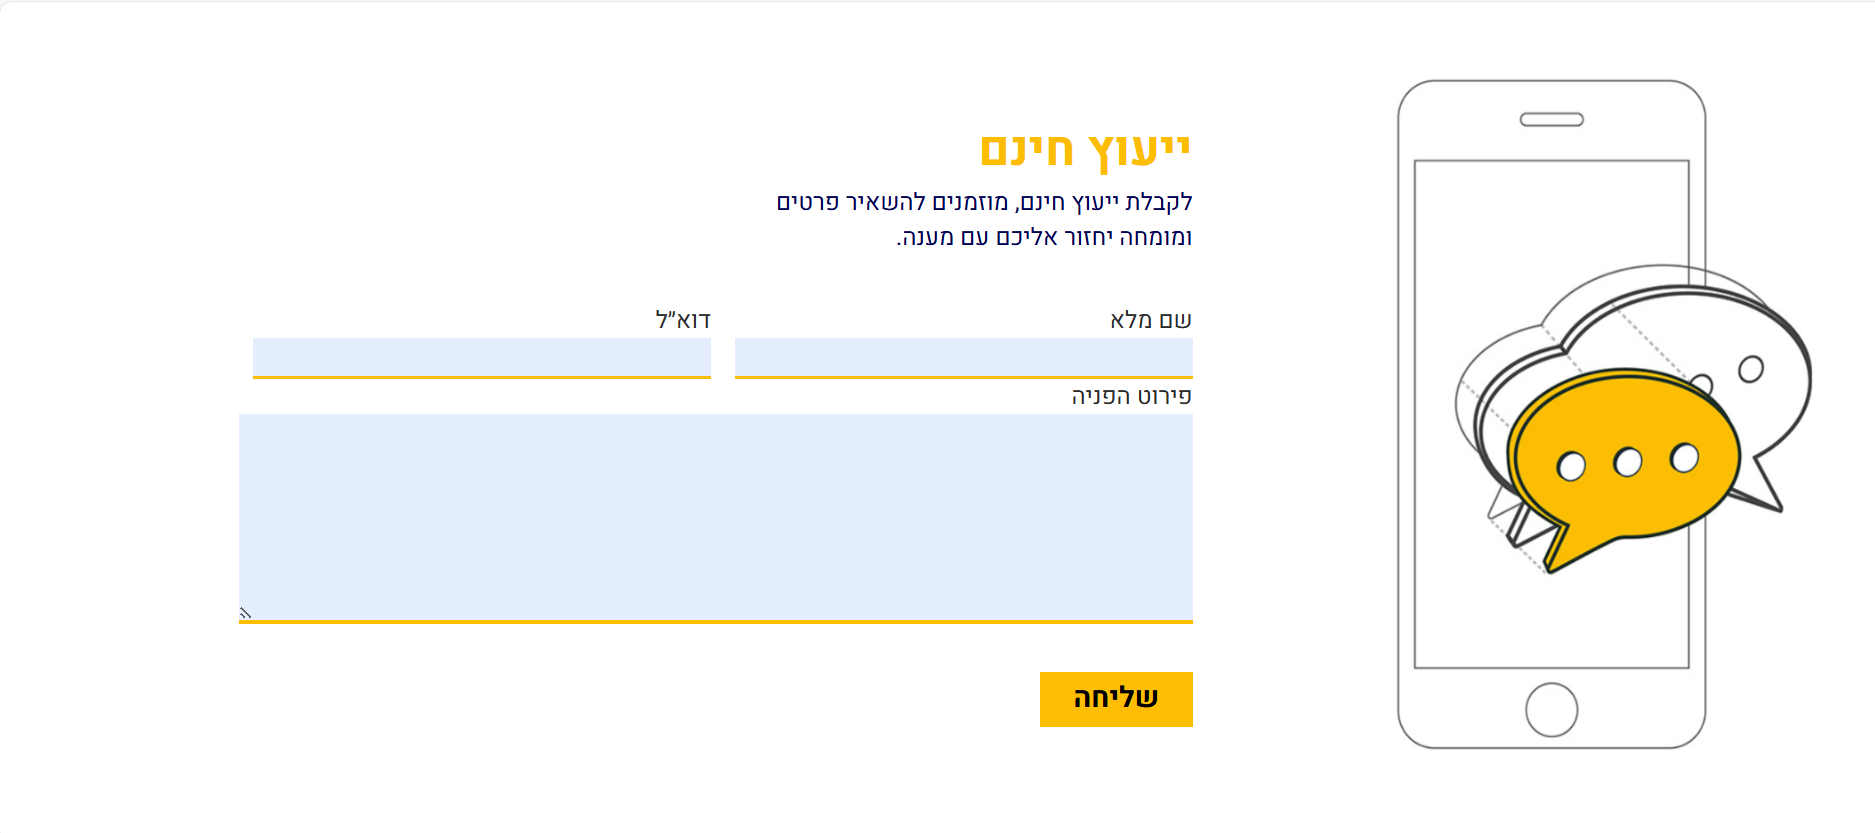 ייעוץ חינם
לקבלת ייעוץ חינם, מוזמנים להשאיר פרטים
ומומחה יחזור אליכם עם מענה.
שם מלא
דוא״ל
פירוט הפניה
שליחה